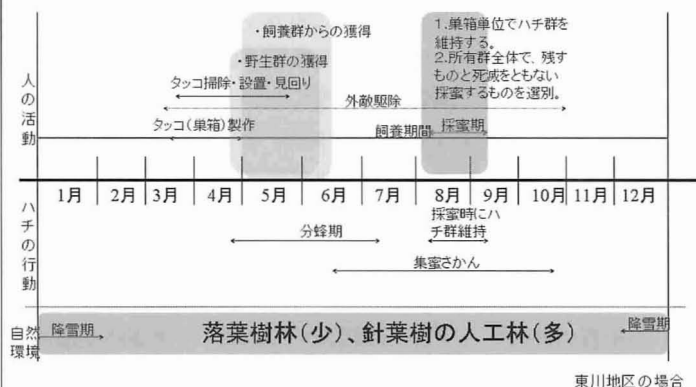 ・飼養群からの獲得
・野生群の獲得
タッコ掃除・設置・見回り
外敵駆除
タッコ(巣箱)製作
飼養期間
採蜜期
1.巣箱単位でハチ群を
維持する。
2.所有群全体で、残す
ものと死滅をともない
採蜜するものを選別。
人の活動
1月 2月 3月 4月 5月 6月 7月 8月 9月 10月 11月 12月
ハチの行動
分蜂期
採蜜時にハ
チ群維持
集蜜さかん
自然
環境
降雪期
落葉樹林(少)、針葉樹の人工林(多)
降雪期
東川地区の場合